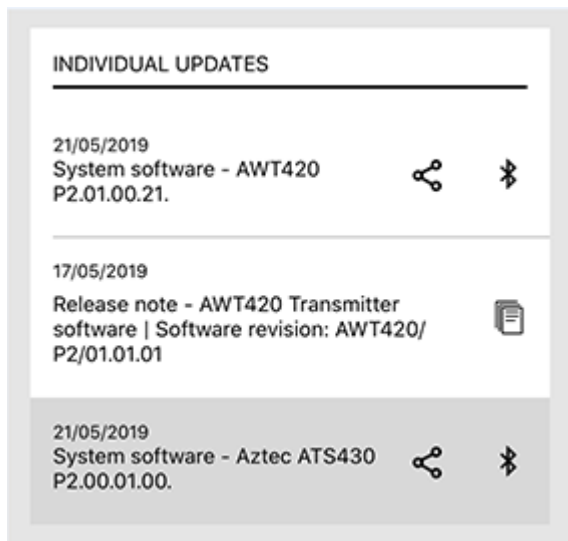 INDIVIDUAL UPDATES
21/05/2019
System software - AWT420
P2.01.00.21.
17/05/2019
Release note - AWT420 Transmitter
software | Software revision: AWT420/
P2/01.01.01
21/05/2019
System software - Aztec ATS430
P2.00.01.00.